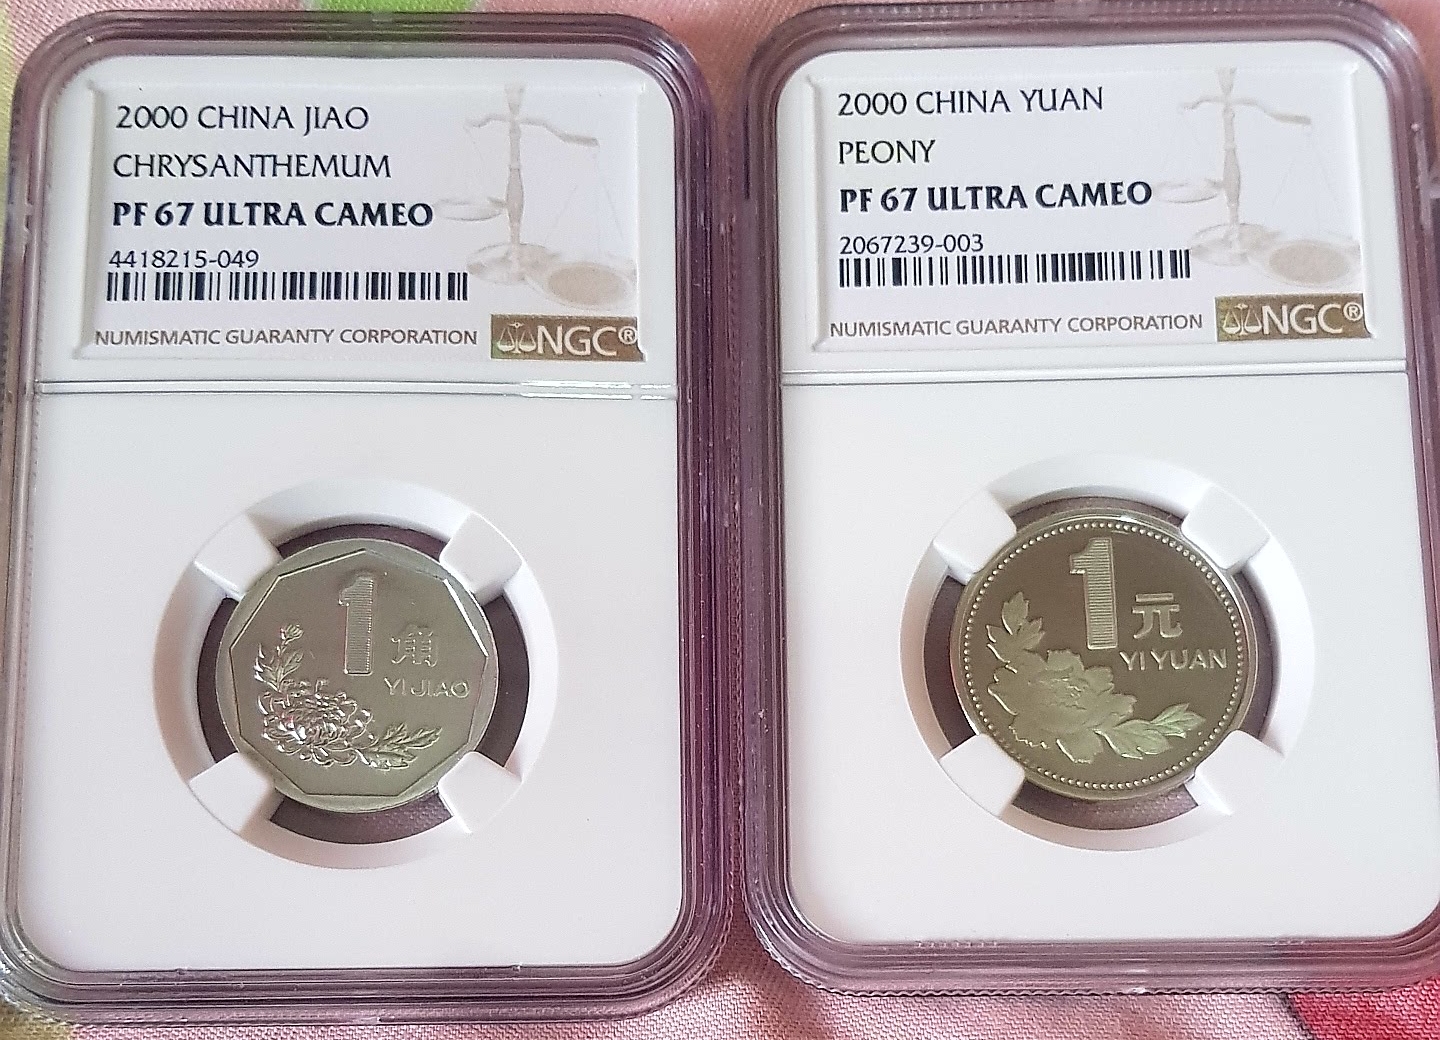 2000 CHINA JIAO
CHRYSANTHEMUM
PF 67 ULTRA CAMEO
4418215-049
NUMISMATIC GUARANTY CORPORATION
NGC®
1
角
YI JIAO
2000 CHINA YUAN
PEONY
PF 67 ULTRA CAMEO
2067239-003
NUMISMATIC GUARANTY CORPORATION
NGC®
1
元
YI YUAN